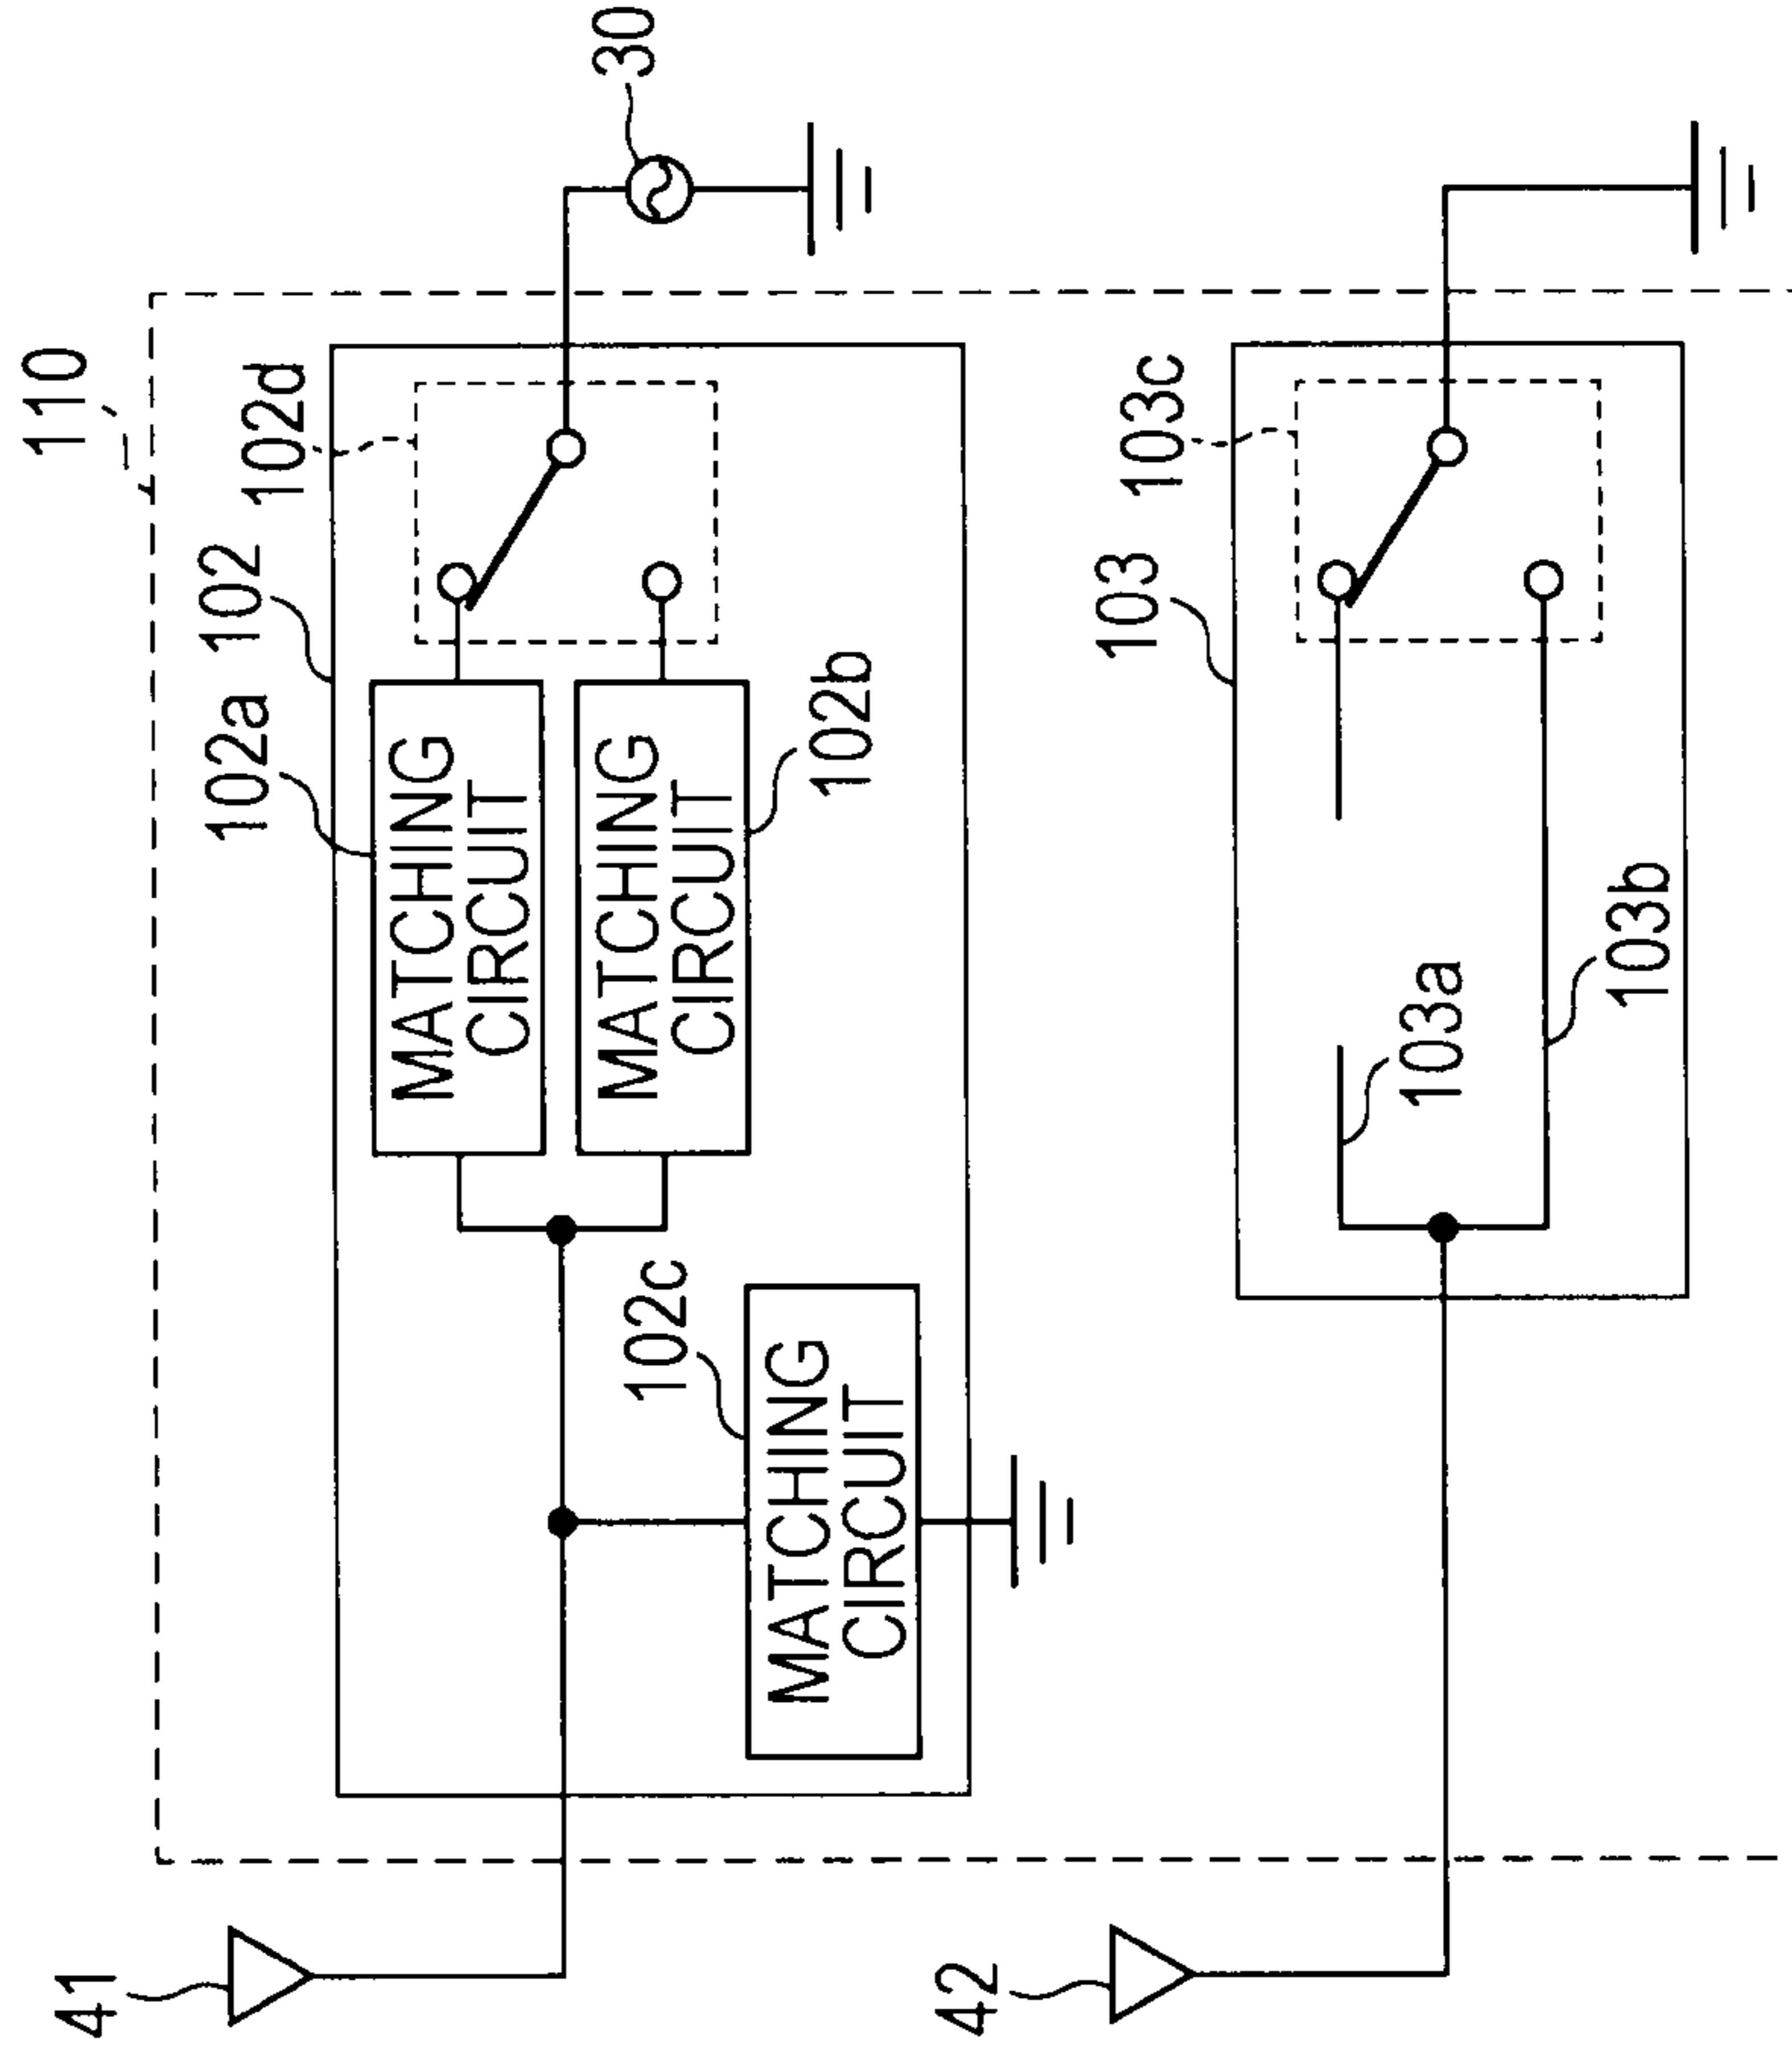 110
41
102a
102
102d
30
MATCHING
CIRCUIT
MATCHING
CIRCUIT
102b
102c
MATCHING
CIRCUIT
42
103
103c
103a
103b